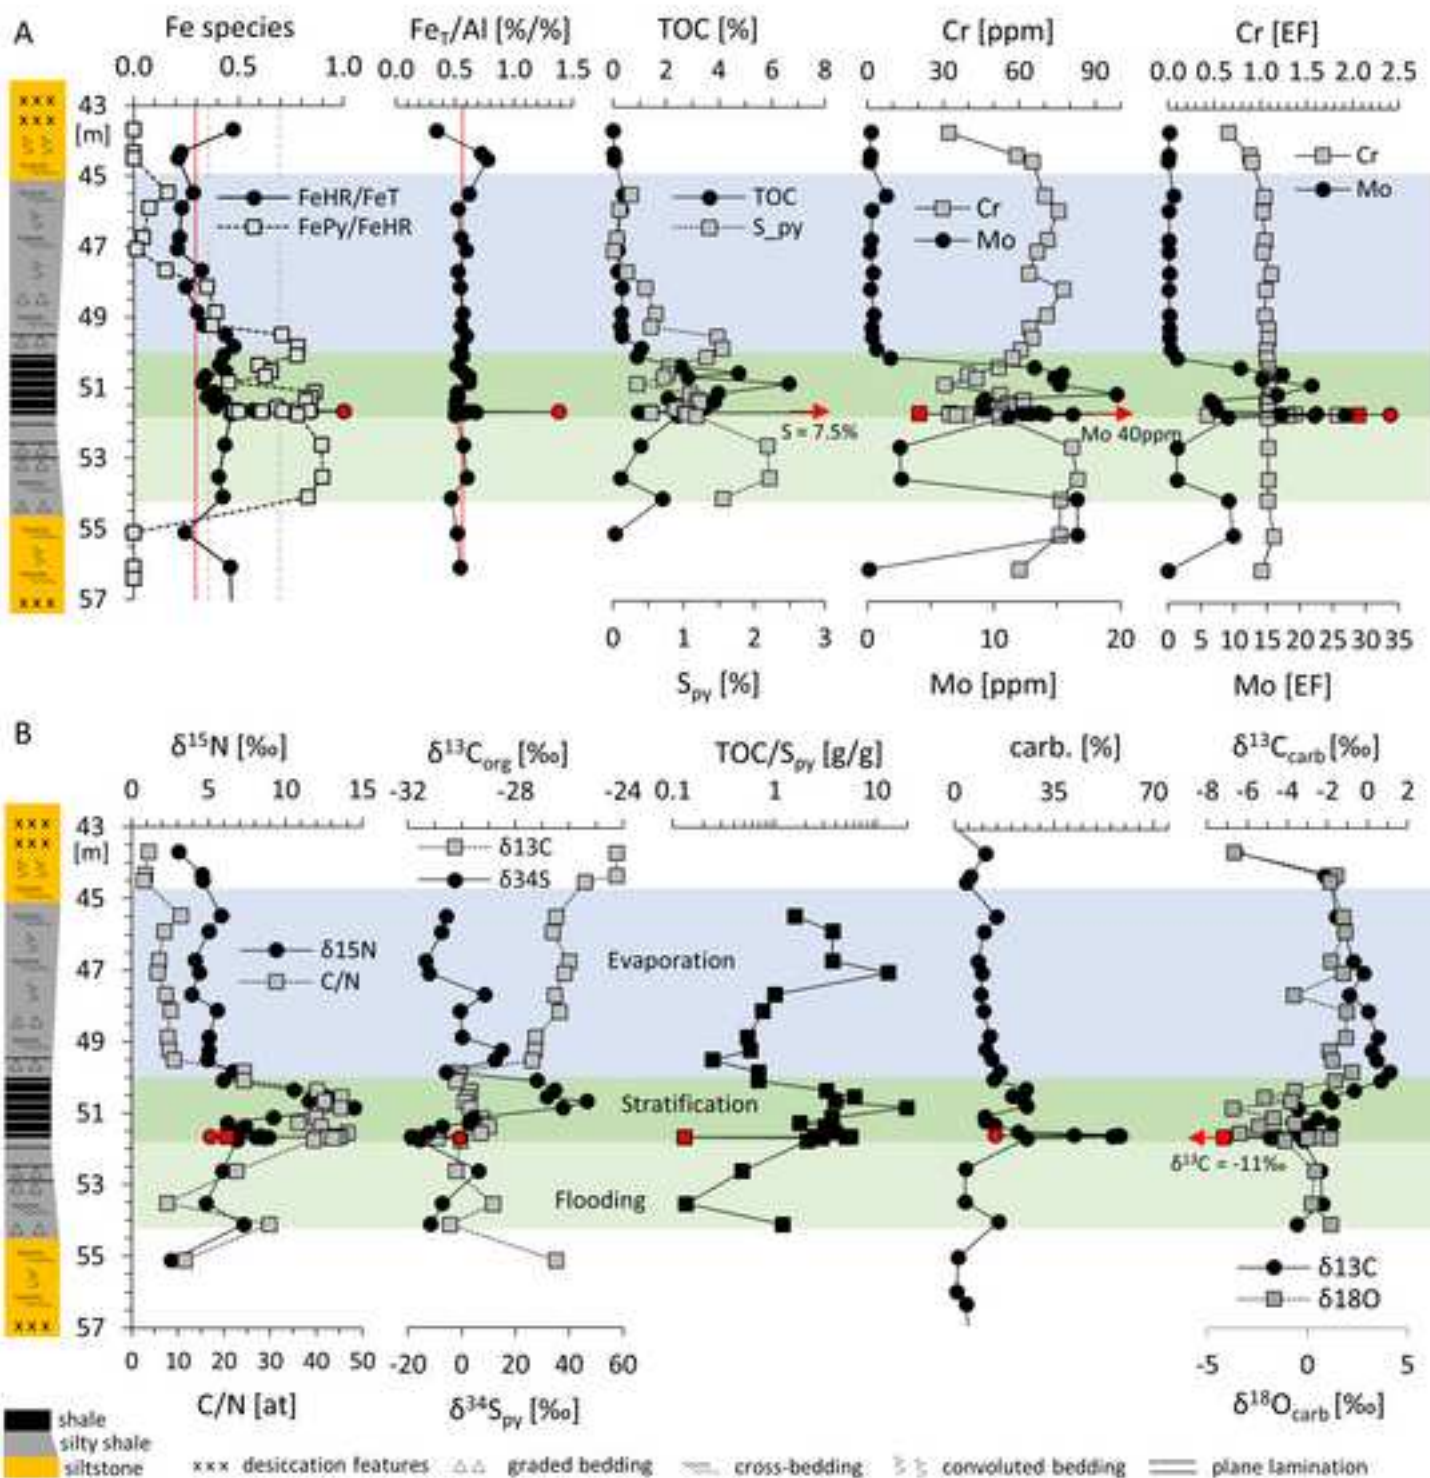 A
Fe species
Fe_T/Al [%/%]
TOC [%]
Cr [ppm]
Cr [EF]
0.0 0.5 1.0
0.0 0.5 1.0 1.5
0 2 4 6 8
0 30 60 90
0.0 0.5 1.0 1.5 2.0 2.5
43
[m]
45
47
49
51
53
55
57
FeHR/FeT
FePy/FeHR
TOC
S_py
Cr
Mo
Cr
Mo
S = 7.5%
Mo 40ppm
0 1 2 3
0 10 20
0 5 10 15 20 25 30 35
S_py [%]
Mo [ppm]
Mo [EF]
B
δ¹⁵N [‰]
δ¹³C_org [‰]
TOC/S_py [g/g]
carb. [%]
δ¹³C_carb [‰]
0 5 10 15
-32 -28 -24
0.1 1 10
0 35 70
-8 -6 -4 -2 0 2
43
[m]
45
47
49
51
53
55
57
δ13C
δ34S
δ15N
C/N
Evaporation
Stratification
Flooding
δ¹³C = -11‰
δ13C
δ18O
0 10 20 30 40 50
-20 0 20 40 60
-5 0 5
C/N [at]
δ³⁴S_py [‰]
δ¹⁸O_carb [‰]
shale
silty shale
siltstone
xxx desiccation features
graded bedding
cross-bedding
convoluted bedding
plane lamination